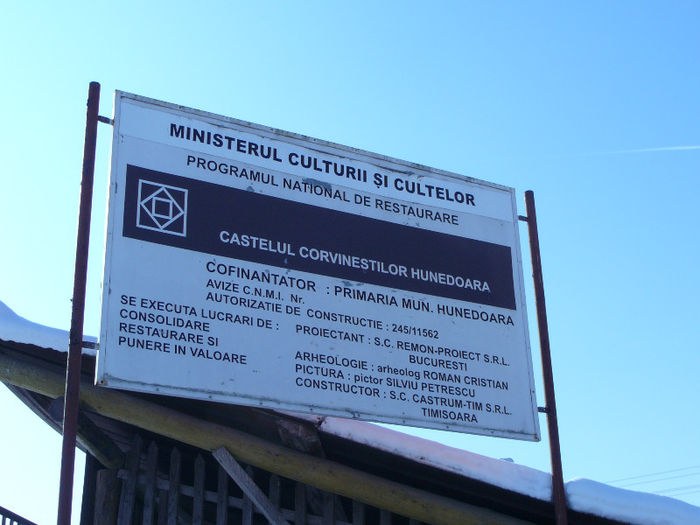 MINISTERUL CULTURII ȘI CULTELOR
PROGRAMUL NATIONAL DE RESTAURARE
CASTELUL CORVINEȘTILOR HUNEDOARA
COFINANTATOR : PRIMARIA MUN. HUNEDOARA
AVIZE C.N.M.I. Nr.
AUTORIZATIE DE CONSTRUCTIE : 245/11562
SE EXECUTA LUCRARI DE :
CONSOLIDARE
RESTAURARE SI
PUNERE IN VALOARE
PROIECTANT : S.C. REMON-PROIECT S.R.L.
BUCURESTI
ARHEOLOGIE : arheolog ROMAN CRISTIAN
PICTURA : pictor SILVIU PETRESCU
CONSTRUCTOR : S.C. CASTRUM-TIM S.R.L.
TIMISOARA